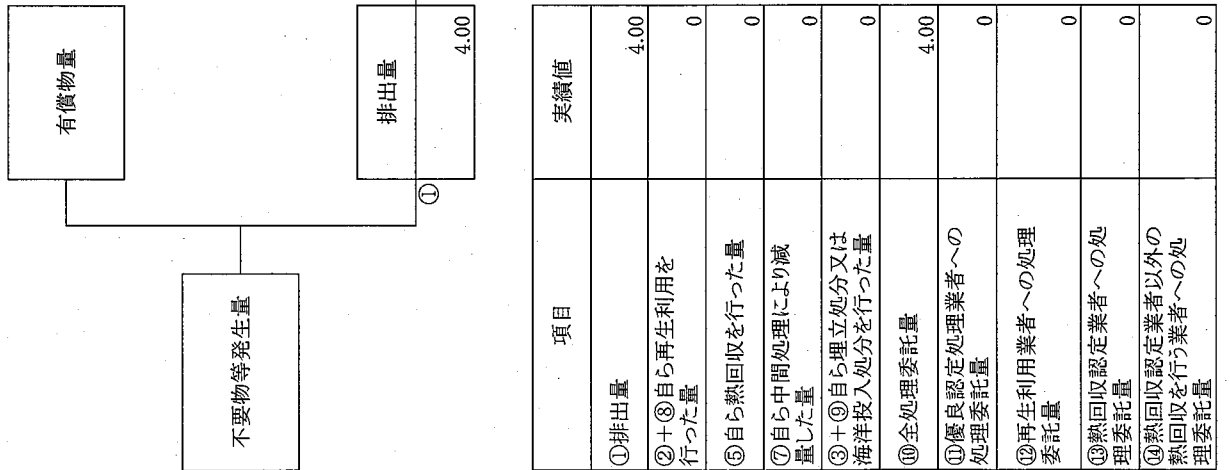 有償物量
不要物等発生量
①
排出量
4.00
項目
実績値
①排出量
4.00
②+⑧自ら再生利用を
行った量
0
⑤自ら熱回収を行った量
0
⑦自ら中間処理により減
量した量
0
③+⑨自ら埋立処分又は
海洋投入処分を行った量
0
⑩全処理委託量
4.00
⑪優良認定処理業者への
処理委託量
0
⑫再生利用業者への処理
委託量
0
⑬熱回収認定業者への処
理委託量
0
⑭熱回収認定業者以外の
熱回収を行う業者への処
理委託量
0